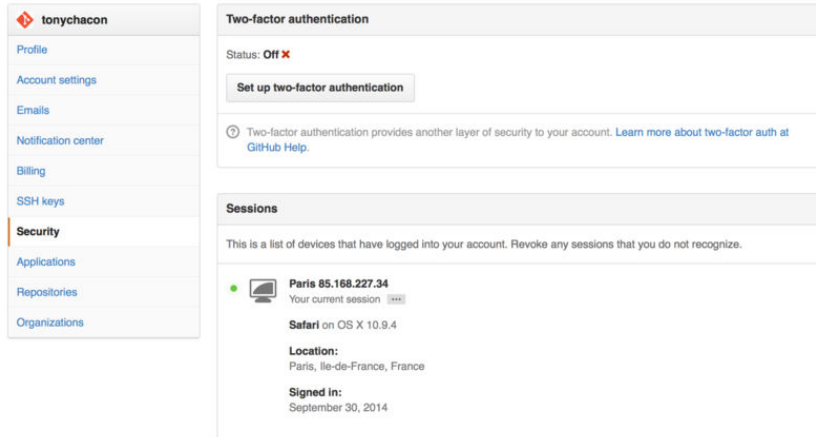 tonychacon
Profile
Account settings
Emails
Notification center
Billing
SSH keys
Security
Applications
Repositories
Organizations
Two-factor authentication
Status: Off
Set up two-factor authentication
Two-factor authentication provides another layer of security to your account. Learn more about two-factor auth at
GitHub Help.
Sessions
This is a list of devices that have logged into your account. Revoke any sessions that you do not recognize.
Paris 85.168.227.34
Your current session ···
Safari on OS X 10.9.4
Location:
Paris, Ile-de-France, France
Signed in:
September 30, 2014